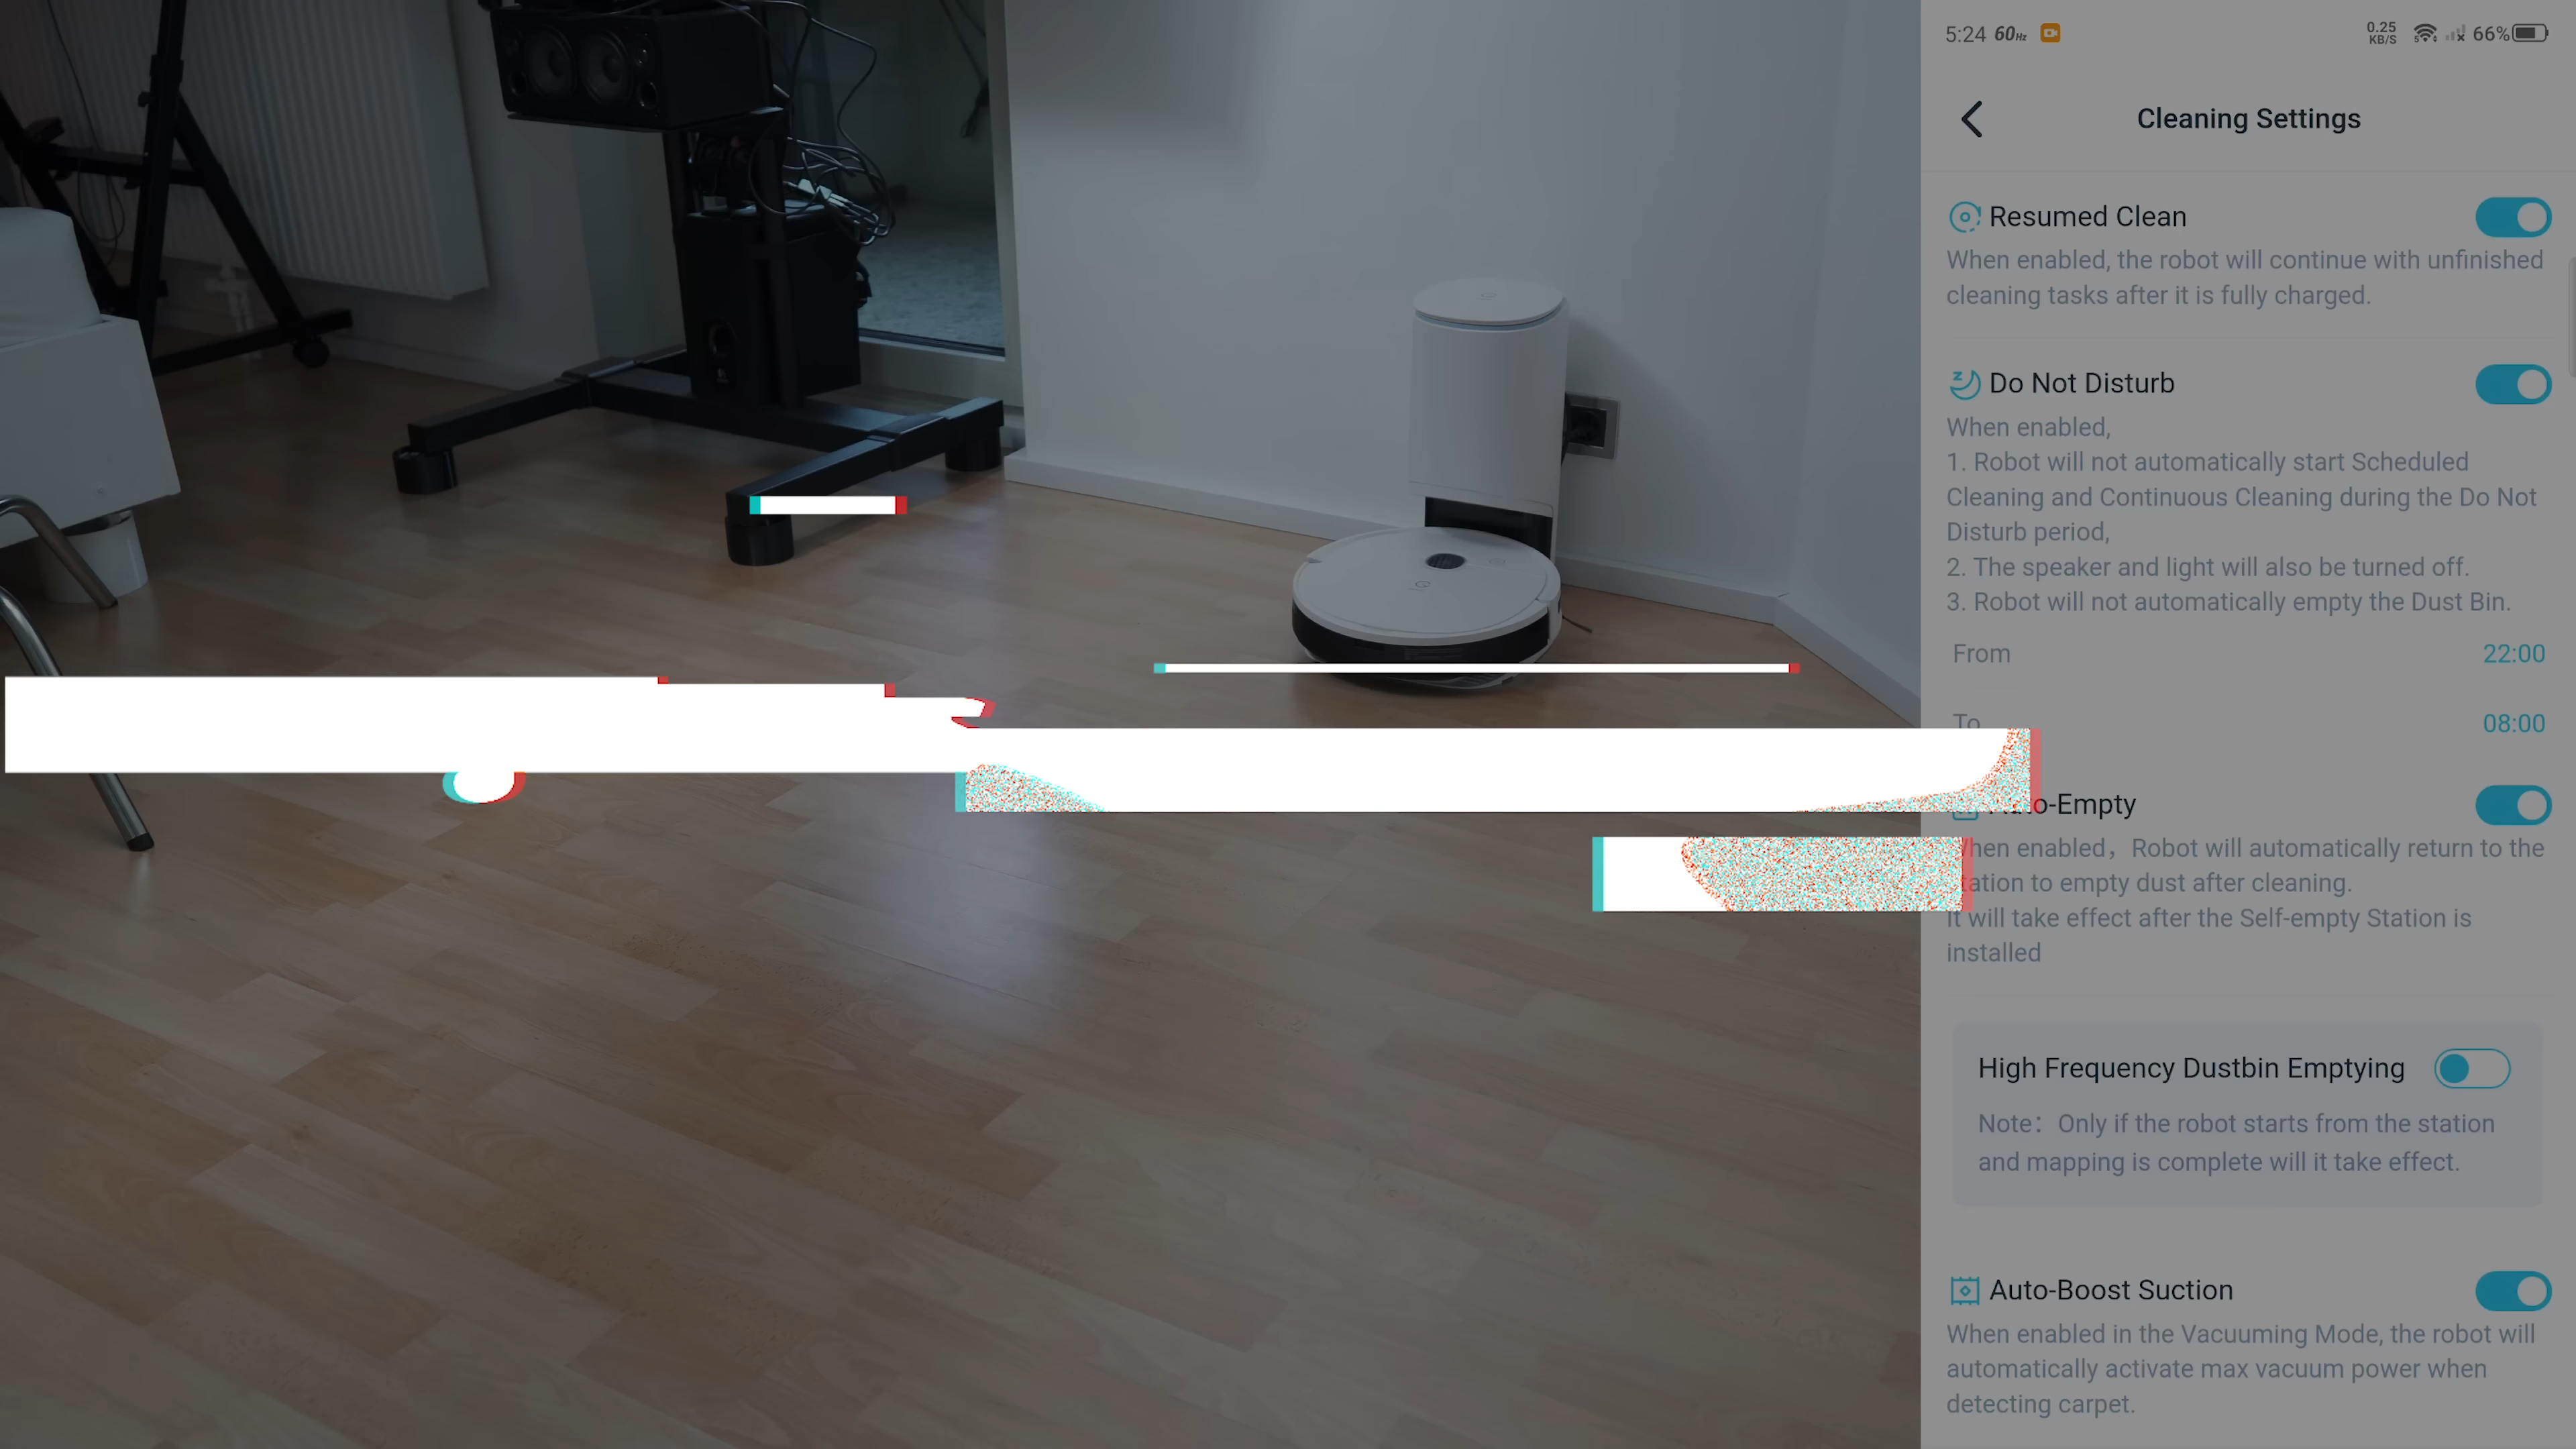 5:24 60Hz 0.25 KB/S 66%
Cleaning Settings
Resumed Clean
When enabled, the robot will continue with unfinished
cleaning tasks after it is fully charged.
Do Not Disturb
When enabled,
1. Robot will not automatically start Scheduled
Cleaning and Continuous Cleaning during the Do Not
Disturb period,
2. The speaker and light will also be turned off.
3. Robot will not automatically empty the Dust Bin.
From 22:00
To 08:00
o-Empty
hen enabled，Robot will automatically return to the
tation to empty dust after cleaning.
It will take effect after the Self-empty Station is
installed
High Frequency Dustbin Emptying
Note：Only if the robot starts from the station
and mapping is complete will it take effect.
Auto-Boost Suction
When enabled in the Vacuuming Mode, the robot will
automatically activate max vacuum power when
detecting carpet.